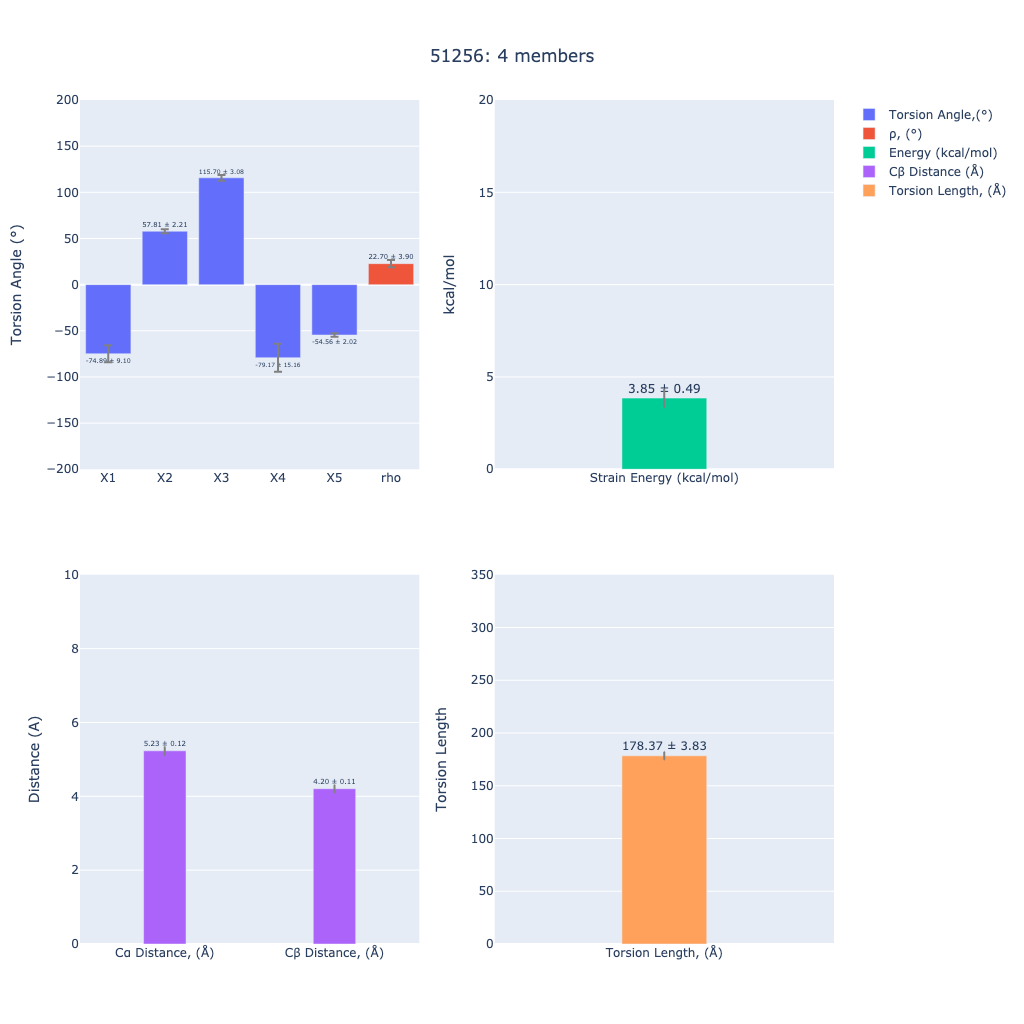 51256: 4 members
Torsion Angle (°)
200
150
100
50
0
−50
−100
−150
−200
-74.89 ± 9.10
57.81 ± 2.21
115.70 ± 3.08
-79.17 ± 15.16
-54.56 ± 2.02
22.70 ± 3.90
X1 X2 X3 X4 X5 rho
kcal/mol
20
15
10
5
0
3.85 ± 0.49
Strain Energy (kcal/mol)
Torsion Angle,(°)
ρ, (°)
Energy (kcal/mol)
Cβ Distance (Å)
Torsion Length, (Å)
Distance (A)
10
8
6
4
2
0
5.23 ± 0.12
4.20 ± 0.11
Cα Distance, (Å) Cβ Distance, (Å)
Torsion Length
350
300
250
200
150
100
50
0
178.37 ± 3.83
Torsion Length, (Å)